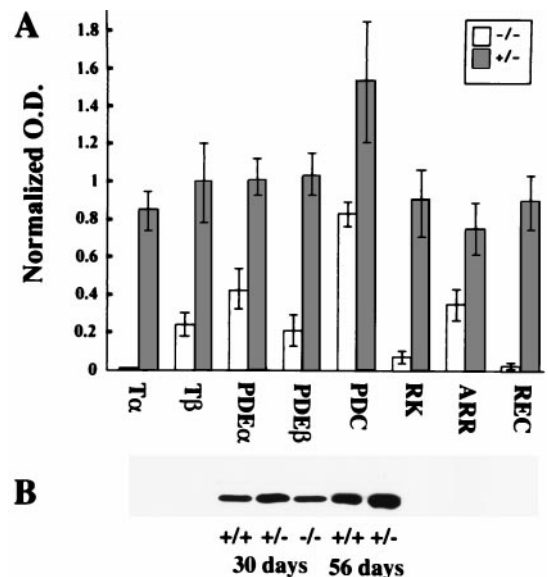 A
Normalized O.D.
1.8
1.6
1.4
1.2
1
0.8
0.6
0.4
0.2
0
-/-
+/-
Tα
Tβ
PDEα
PDEβ
PDC
RK
ARR
REC
B
+/+ +/- -/- +/+ +/-
30 days 56 days